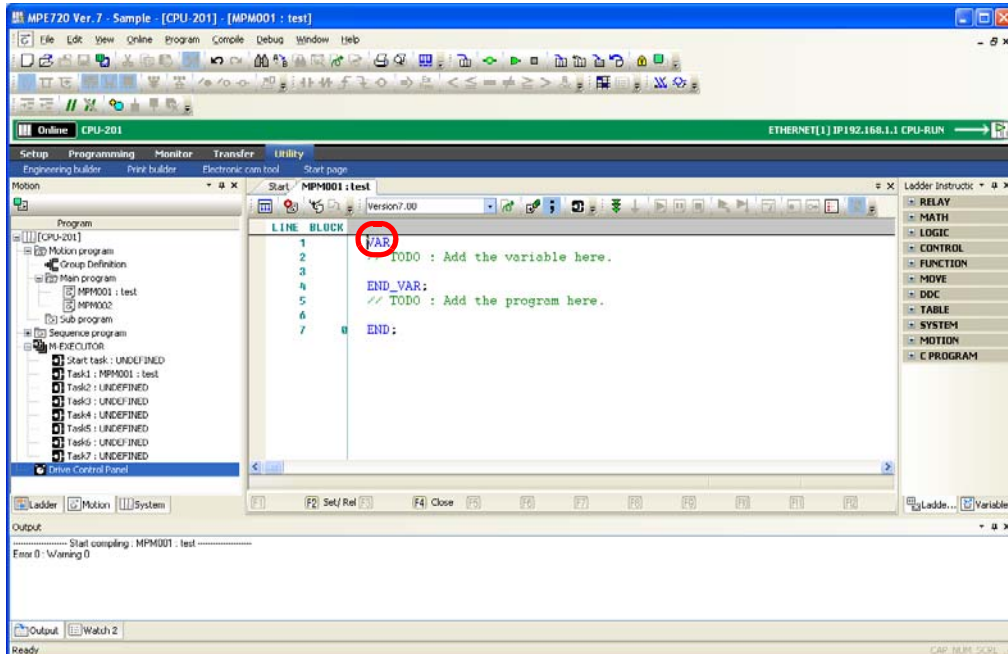 MPE720 Ver. 7 - Sample - [CPU-201] - [MPM001 : test]
File Edit View Online Program Compile Debug Window Help
Online CPU-201 ETHERNET[1] IP192.168.1.1 CPU-RUN
Setup Programming Monitor Transfer Utility
Engineering builder Print builder Electronic cam tool Start page
Motion
Program
[CPU-201]
Motion program
Group Definition
Main program
MPM001 : test
MPM002
Sub program
Sequence program
M-EXECUTOR
Start task : UNDEFINED
Task1 : MPM001 : test
Task2 : UNDEFINED
Task3 : UNDEFINED
Task4 : UNDEFINED
Task5 : UNDEFINED
Task6 : UNDEFINED
Task7 : UNDEFINED
Drive Control Panel
Ladder Motion System
Start MPM001 : test
Version7.00
LINE BLOCK
1 VAR
2 // TODO : Add the variable here.
3
4 END_VAR;
5 // TODO : Add the program here.
6
7 0 END;
F1 F2 Set/Rel F3 F4 Close F5 F6 F7 F8 F9 F10 F11 F12
Ladder Instructic
RELAY
MATH
LOGIC
CONTROL
FUNCTION
MOVE
DDC
TABLE
SYSTEM
MOTION
C PROGRAM
Ladde... Variable
Output
-------------------- Start compiling : MPM001 : test --------------------
Error 0 : Warning 0
Output Watch 2
Ready CAP NUM SCRL